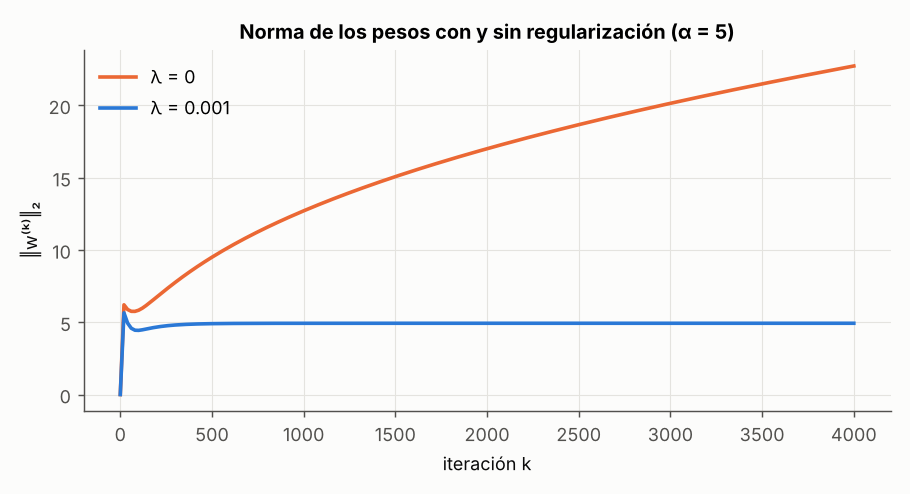 Norma de los pesos con y sin regularización (α = 5)
λ = 0
λ = 0.001
‖w⁽ᵏ⁾‖₂
20
15
10
5
0
0 500 1000 1500 2000 2500 3000 3500 4000
iteración k